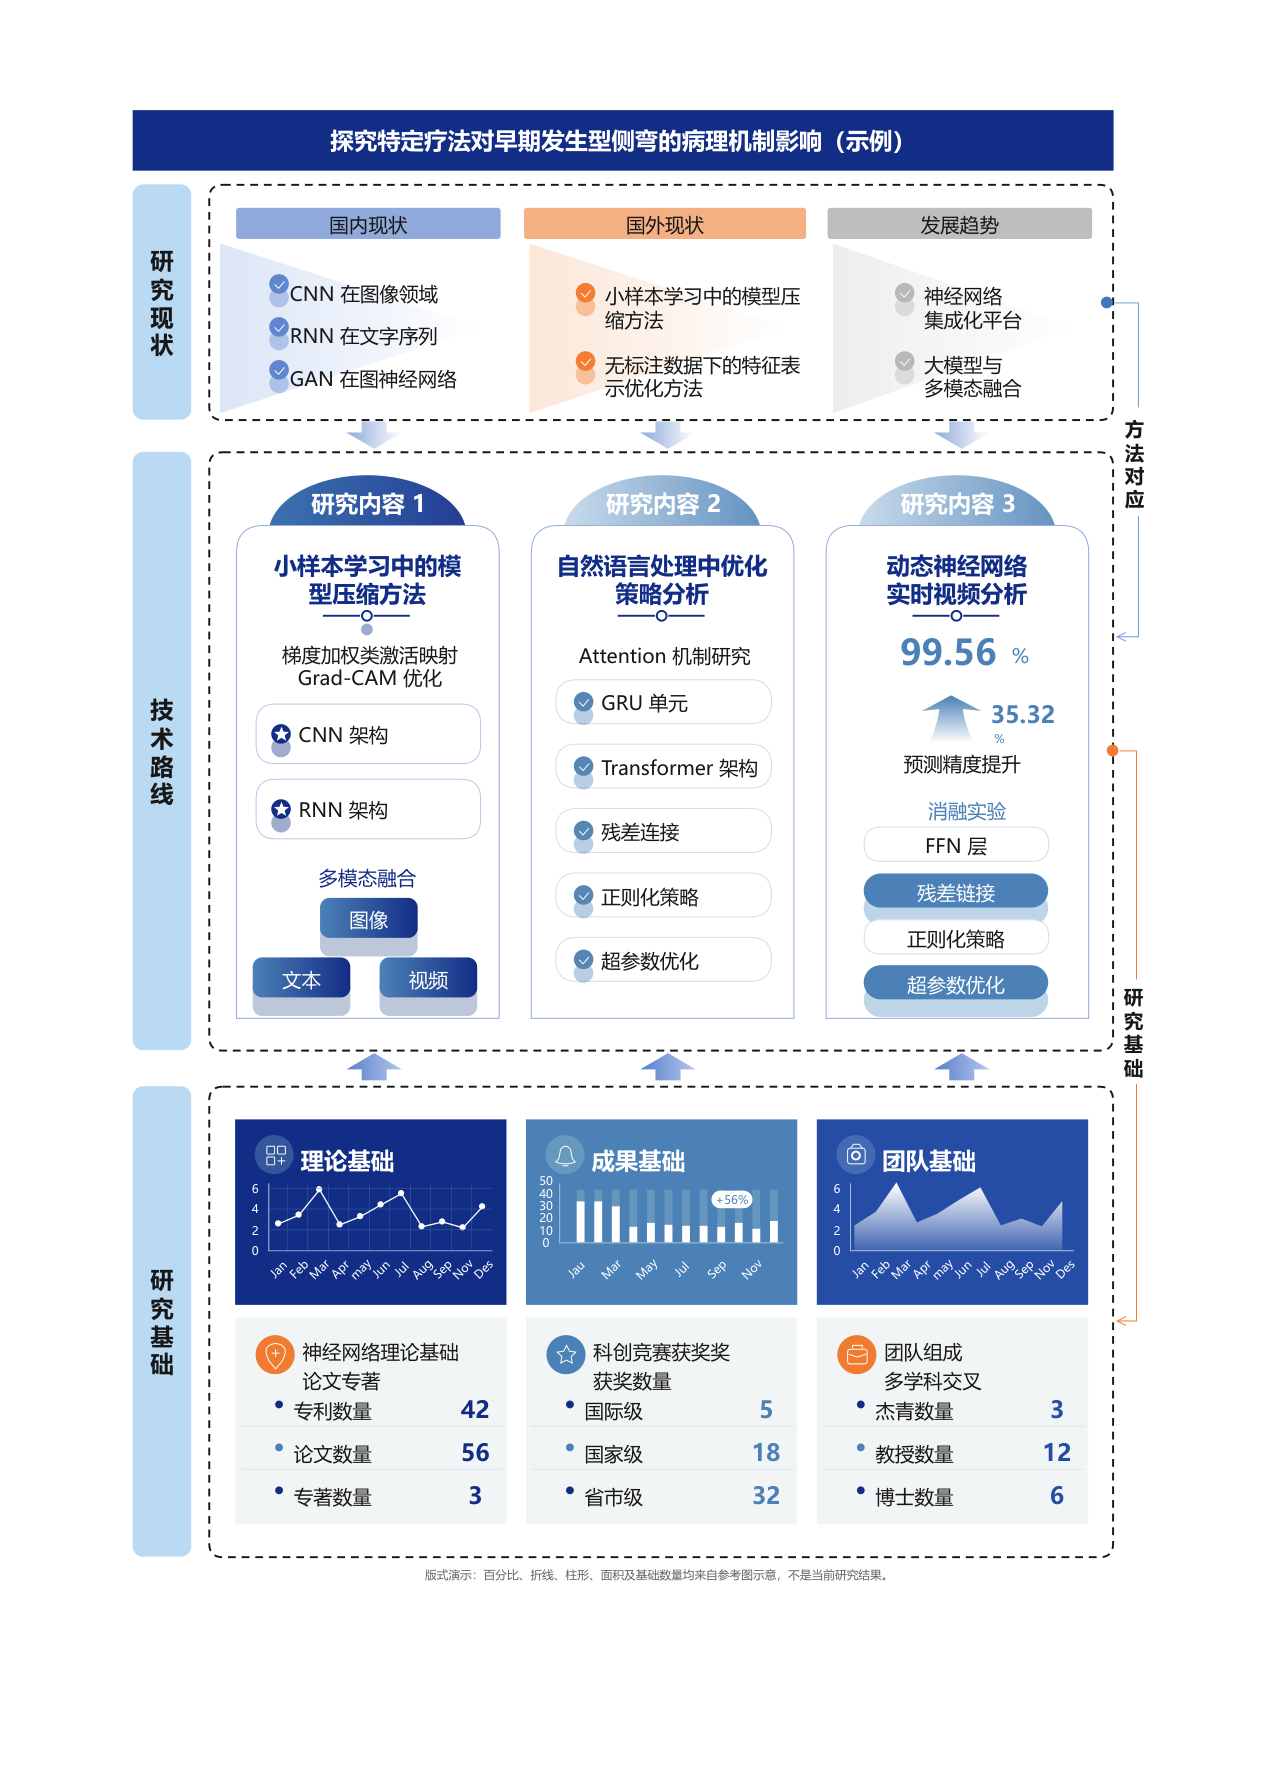 探究特定疗法对早期发生型侧弯的病理机制影响（示例）
研究现状
国内现状
CNN 在图像领域
RNN 在文字序列
GAN 在图神经网络
国外现状
小样本学习中的模型压
缩方法
无标注数据下的特征表
示优化方法
发展趋势
神经网络
集成化平台
大模型与
多模态融合
方法对应
技术路线
研究内容 1
小样本学习中的模
型压缩方法
梯度加权类激活映射
Grad-CAM 优化
CNN 架构
RNN 架构
多模态融合
图像
文本
视频
研究内容 2
自然语言处理中优化
策略分析
Attention 机制研究
GRU 单元
Transformer 架构
残差连接
正则化策略
超参数优化
研究内容 3
动态神经网络
实时视频分析
99.56 %
35.32
%
预测精度提升
消融实验
FFN 层
残差链接
正则化策略
超参数优化
研究基础
研究基础
理论基础
6
4
2
0
Jan Feb Mar Apr may Jun Jul Aug Sep Nov Des
成果基础
50
40
30
20
10
0
+56%
Jau Mar May Jul Sep Nov
团队基础
6
4
2
0
Jan Feb Mar Apr may Jun Jul Aug Sep Nov Des
神经网络理论基础
论文专著
专利数量 42
论文数量 56
专著数量 3
科创竞赛获奖奖
获奖数量
国际级 5
国家级 18
省市级 32
团队组成
多学科交叉
杰青数量 3
教授数量 12
博士数量 6
版式演示：百分比、折线、柱形、面积及基础数量均来自参考图示意，不是当前研究结果。